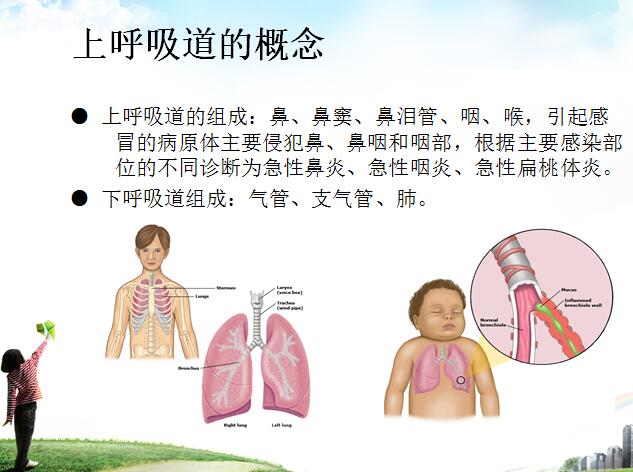 上呼吸道的概念
● 上呼吸道的组成：鼻、鼻窦、鼻泪管、咽、喉，引起感
冒的病原体主要侵犯鼻、鼻咽和咽部，根据主要感染部
位的不同诊断为急性鼻炎、急性咽炎、急性扁桃体炎。
● 下呼吸道组成：气管、支气管、肺。
Sternum
Lungs
Larynx
(voice box)
Trachea
(wind pipe)
Bronchus
Right lung
Left lung
Mucus
Inflammed
bronchiole wall
Normal
bronchiole